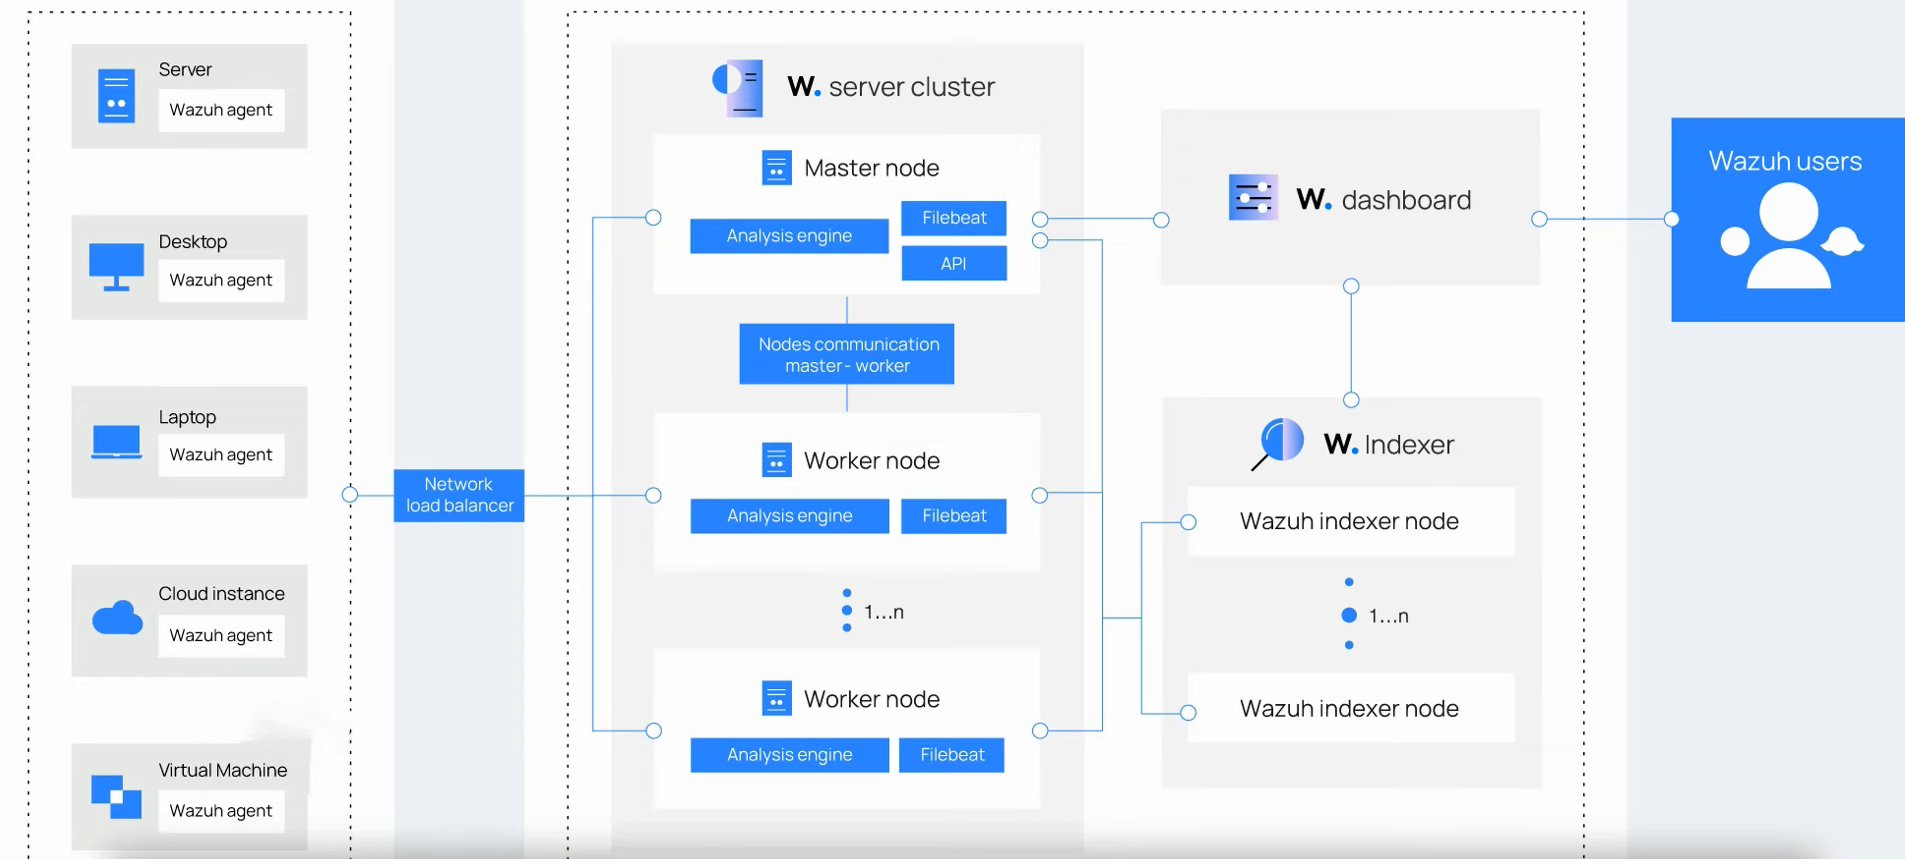 Server
Wazuh agent
Desktop
Wazuh agent
Laptop
Wazuh agent
Cloud instance
Wazuh agent
Virtual Machine
Wazuh agent
Network
load balancer
W. server cluster
Master node
Analysis engine
Filebeat
API
Nodes communication
master- worker
Worker node
Analysis engine
Filebeat
1...n
Worker node
Analysis engine
Filebeat
W. dashboard
W. Indexer
Wazuh indexer node
1...n
Wazuh indexer node
Wazuh users